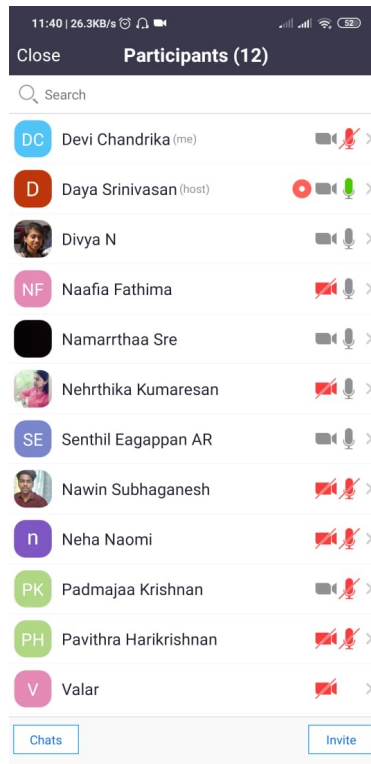 11:40 | 26.3KB/s 52
Close Participants (12)
Search
DC Devi Chandrika (me)
D Daya Srinivasan (host)
Divya N
NF Naafia Fathima
Namarrthaa Sre
Nehrthika Kumaresan
SE Senthil Eagappan AR
Nawin Subhaganesh
n Neha Naomi
PK Padmajaa Krishnan
PH Pavithra Harikrishnan
V Valar
Chats Invite